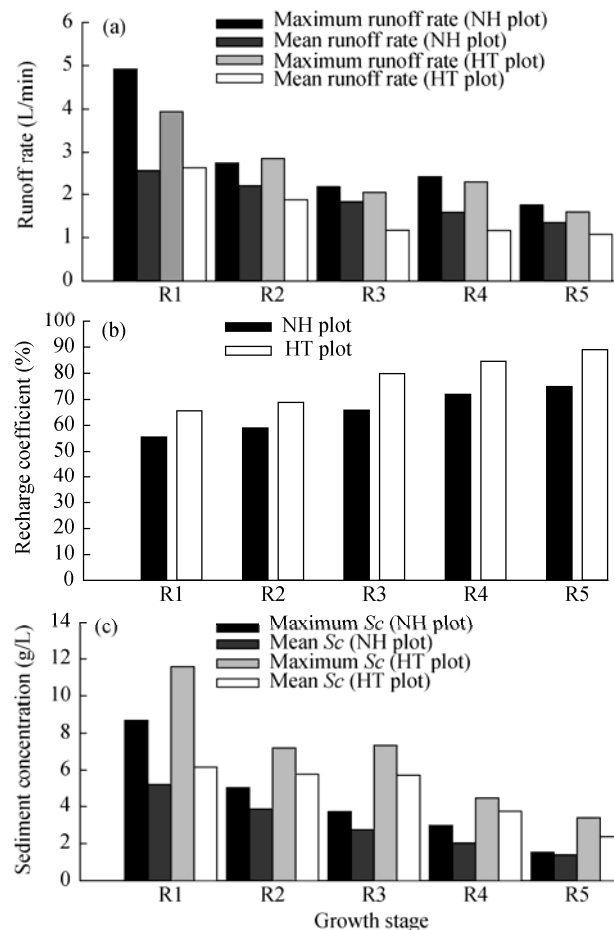 (a)
Maximum runoff rate (NH plot)
Mean runoff rate (NH plot)
Maximum runoff rate (HT plot)
Mean runoff rate (HT plot)
Runoff rate (L/min)
6
5
4
3
2
1
0
R1 R2 R3 R4 R5
(b)
NH plot
HT plot
Recharge coefficient (%)
100
90
80
70
60
50
40
30
20
10
0
R1 R2 R3 R4 R5
(c)
Maximum Sc (NH plot)
Mean Sc (NH plot)
Maximum Sc (HT plot)
Mean Sc (HT plot)
Sediment concentration (g/L)
14
12
10
8
6
4
2
0
R1 R2 R3 R4 R5
Growth stage